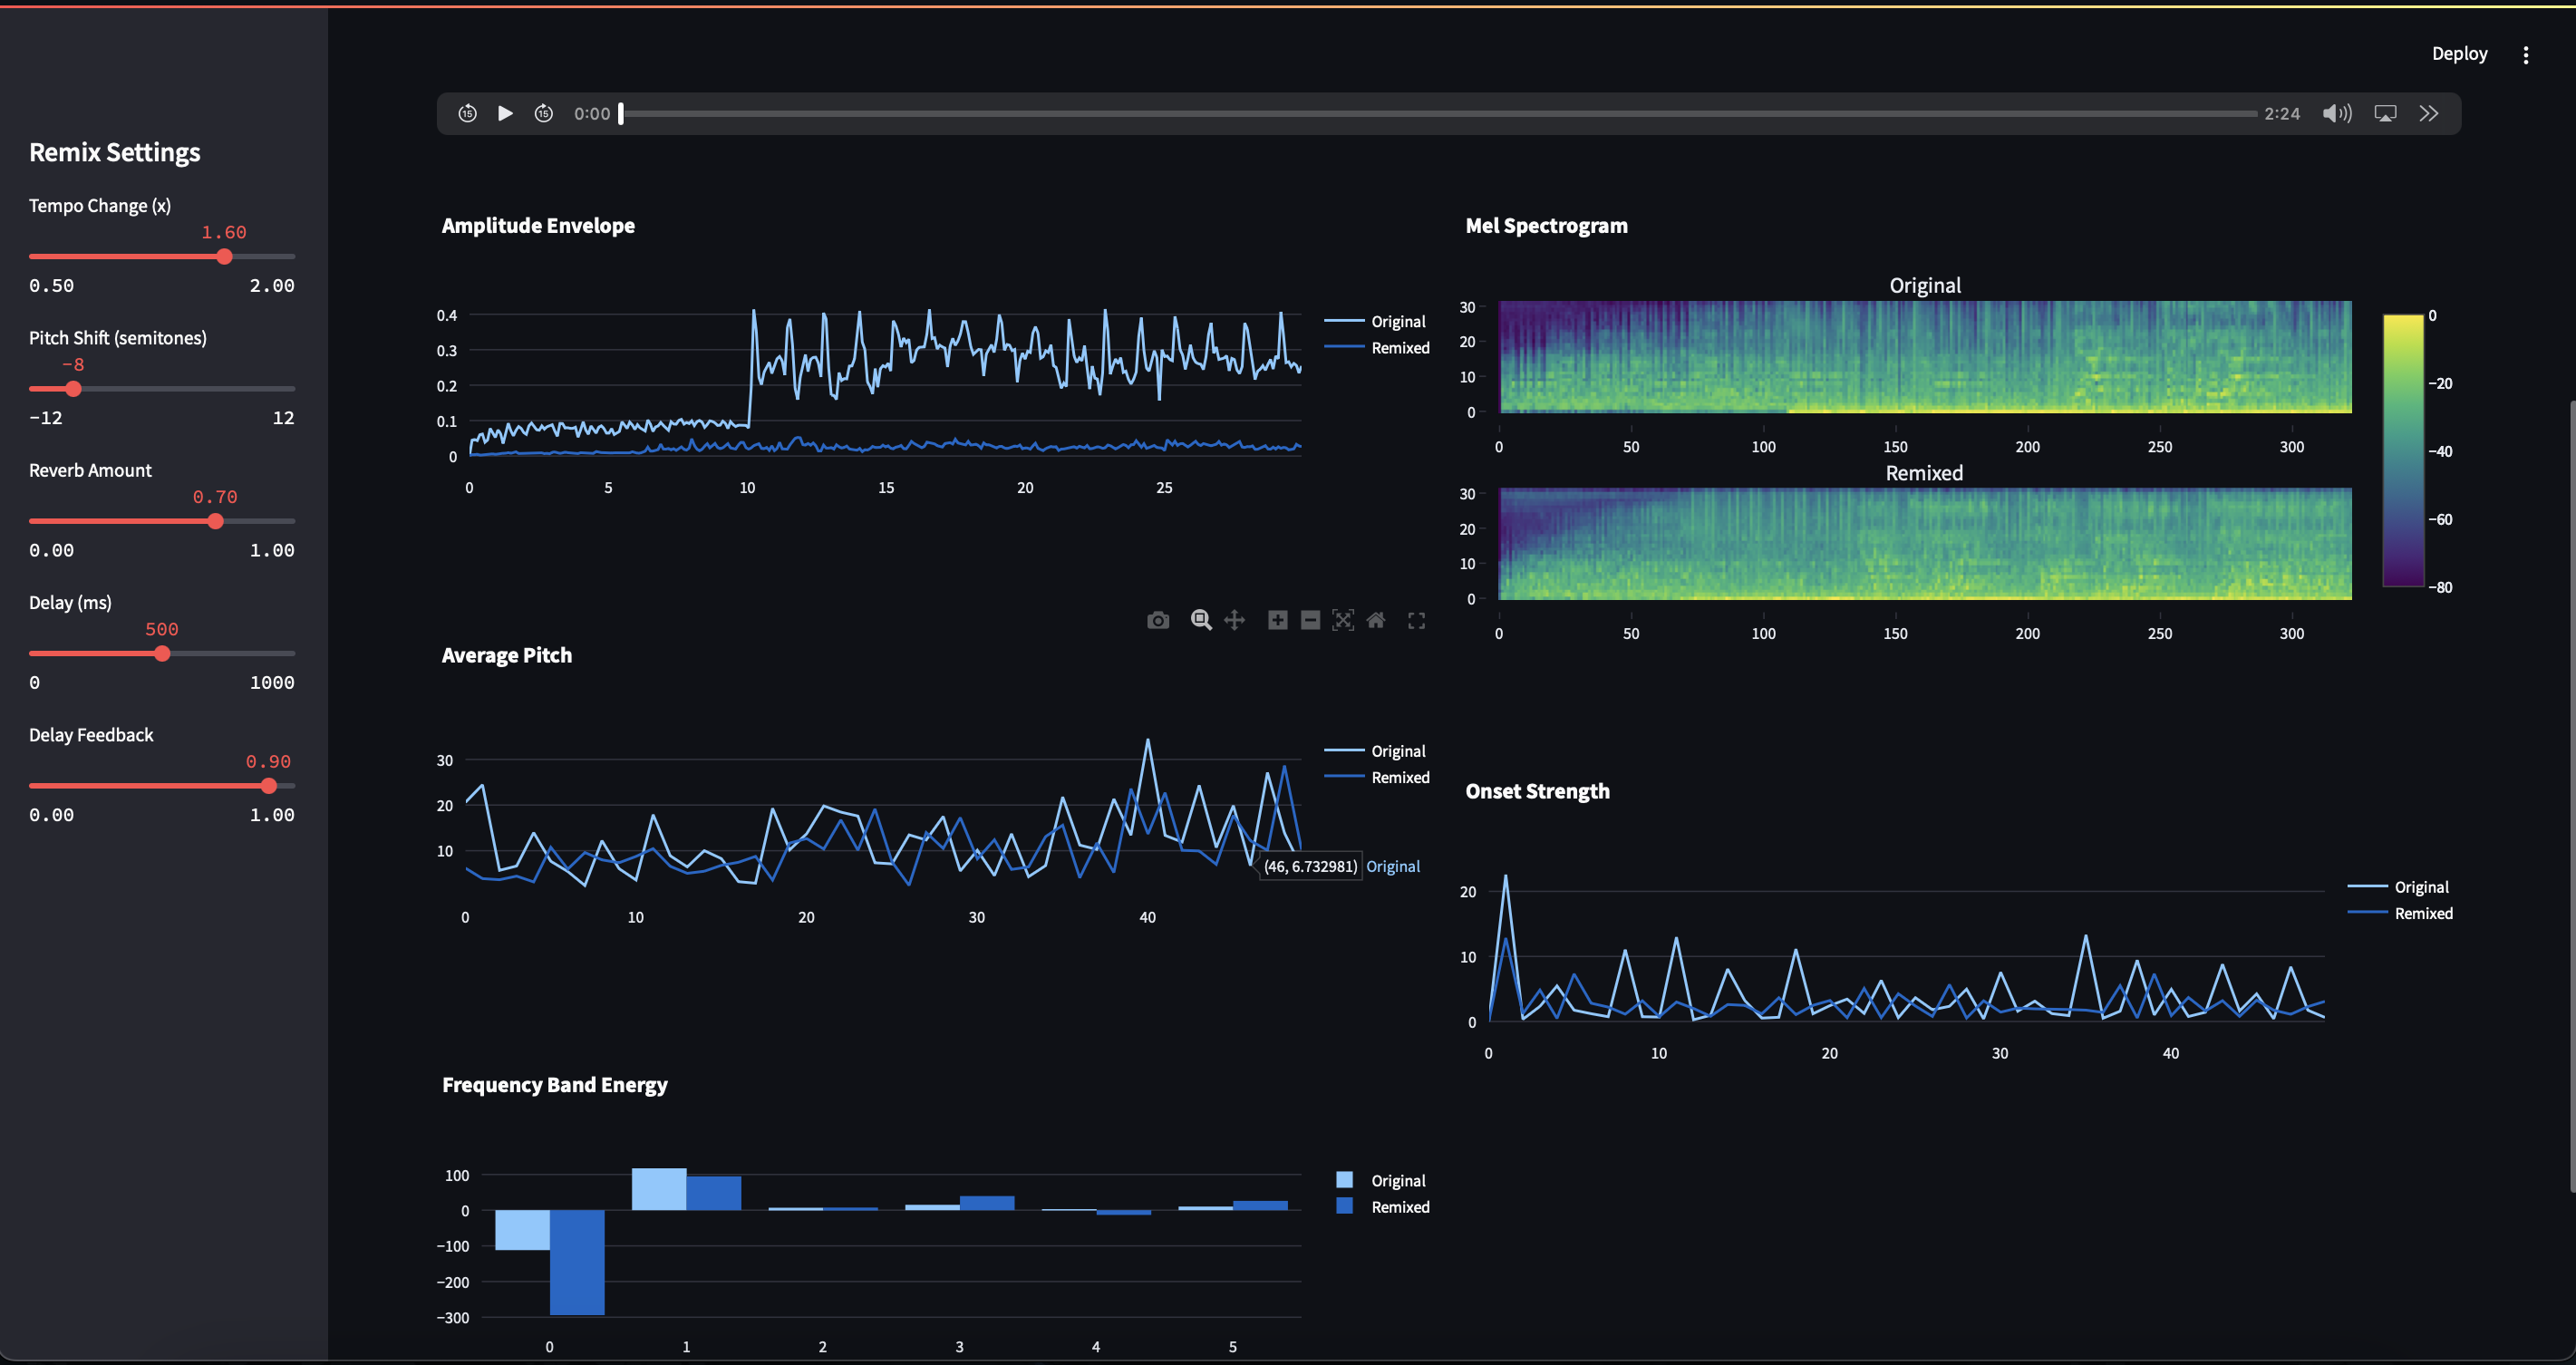 Deploy
15
15
0:00
2:24
Remix Settings
Tempo Change (x)
1.60
0.50 2.00
Pitch Shift (semitones)
−8
−12 12
Reverb Amount
0.70
0.00 1.00
Delay (ms)
500
0 1000
Delay Feedback
0.90
0.00 1.00
Amplitude Envelope
0.4
0.3
0.2
0.1
0
0 5 10 15 20 25
Original
Remixed
Mel Spectrogram
Original
30
20
10
0
0 50 100 150 200 250 300
Remixed
30
20
10
0
0 50 100 150 200 250 300
0
−20
−40
−60
−80
Average Pitch
30
20
10
0 10 20 30 40
Original
Remixed
(46, 6.732981) Original
Onset Strength
20
10
0
0 10 20 30 40
Original
Remixed
Frequency Band Energy
100
0
−100
−200
−300
0 1 2 3 4 5
Original
Remixed